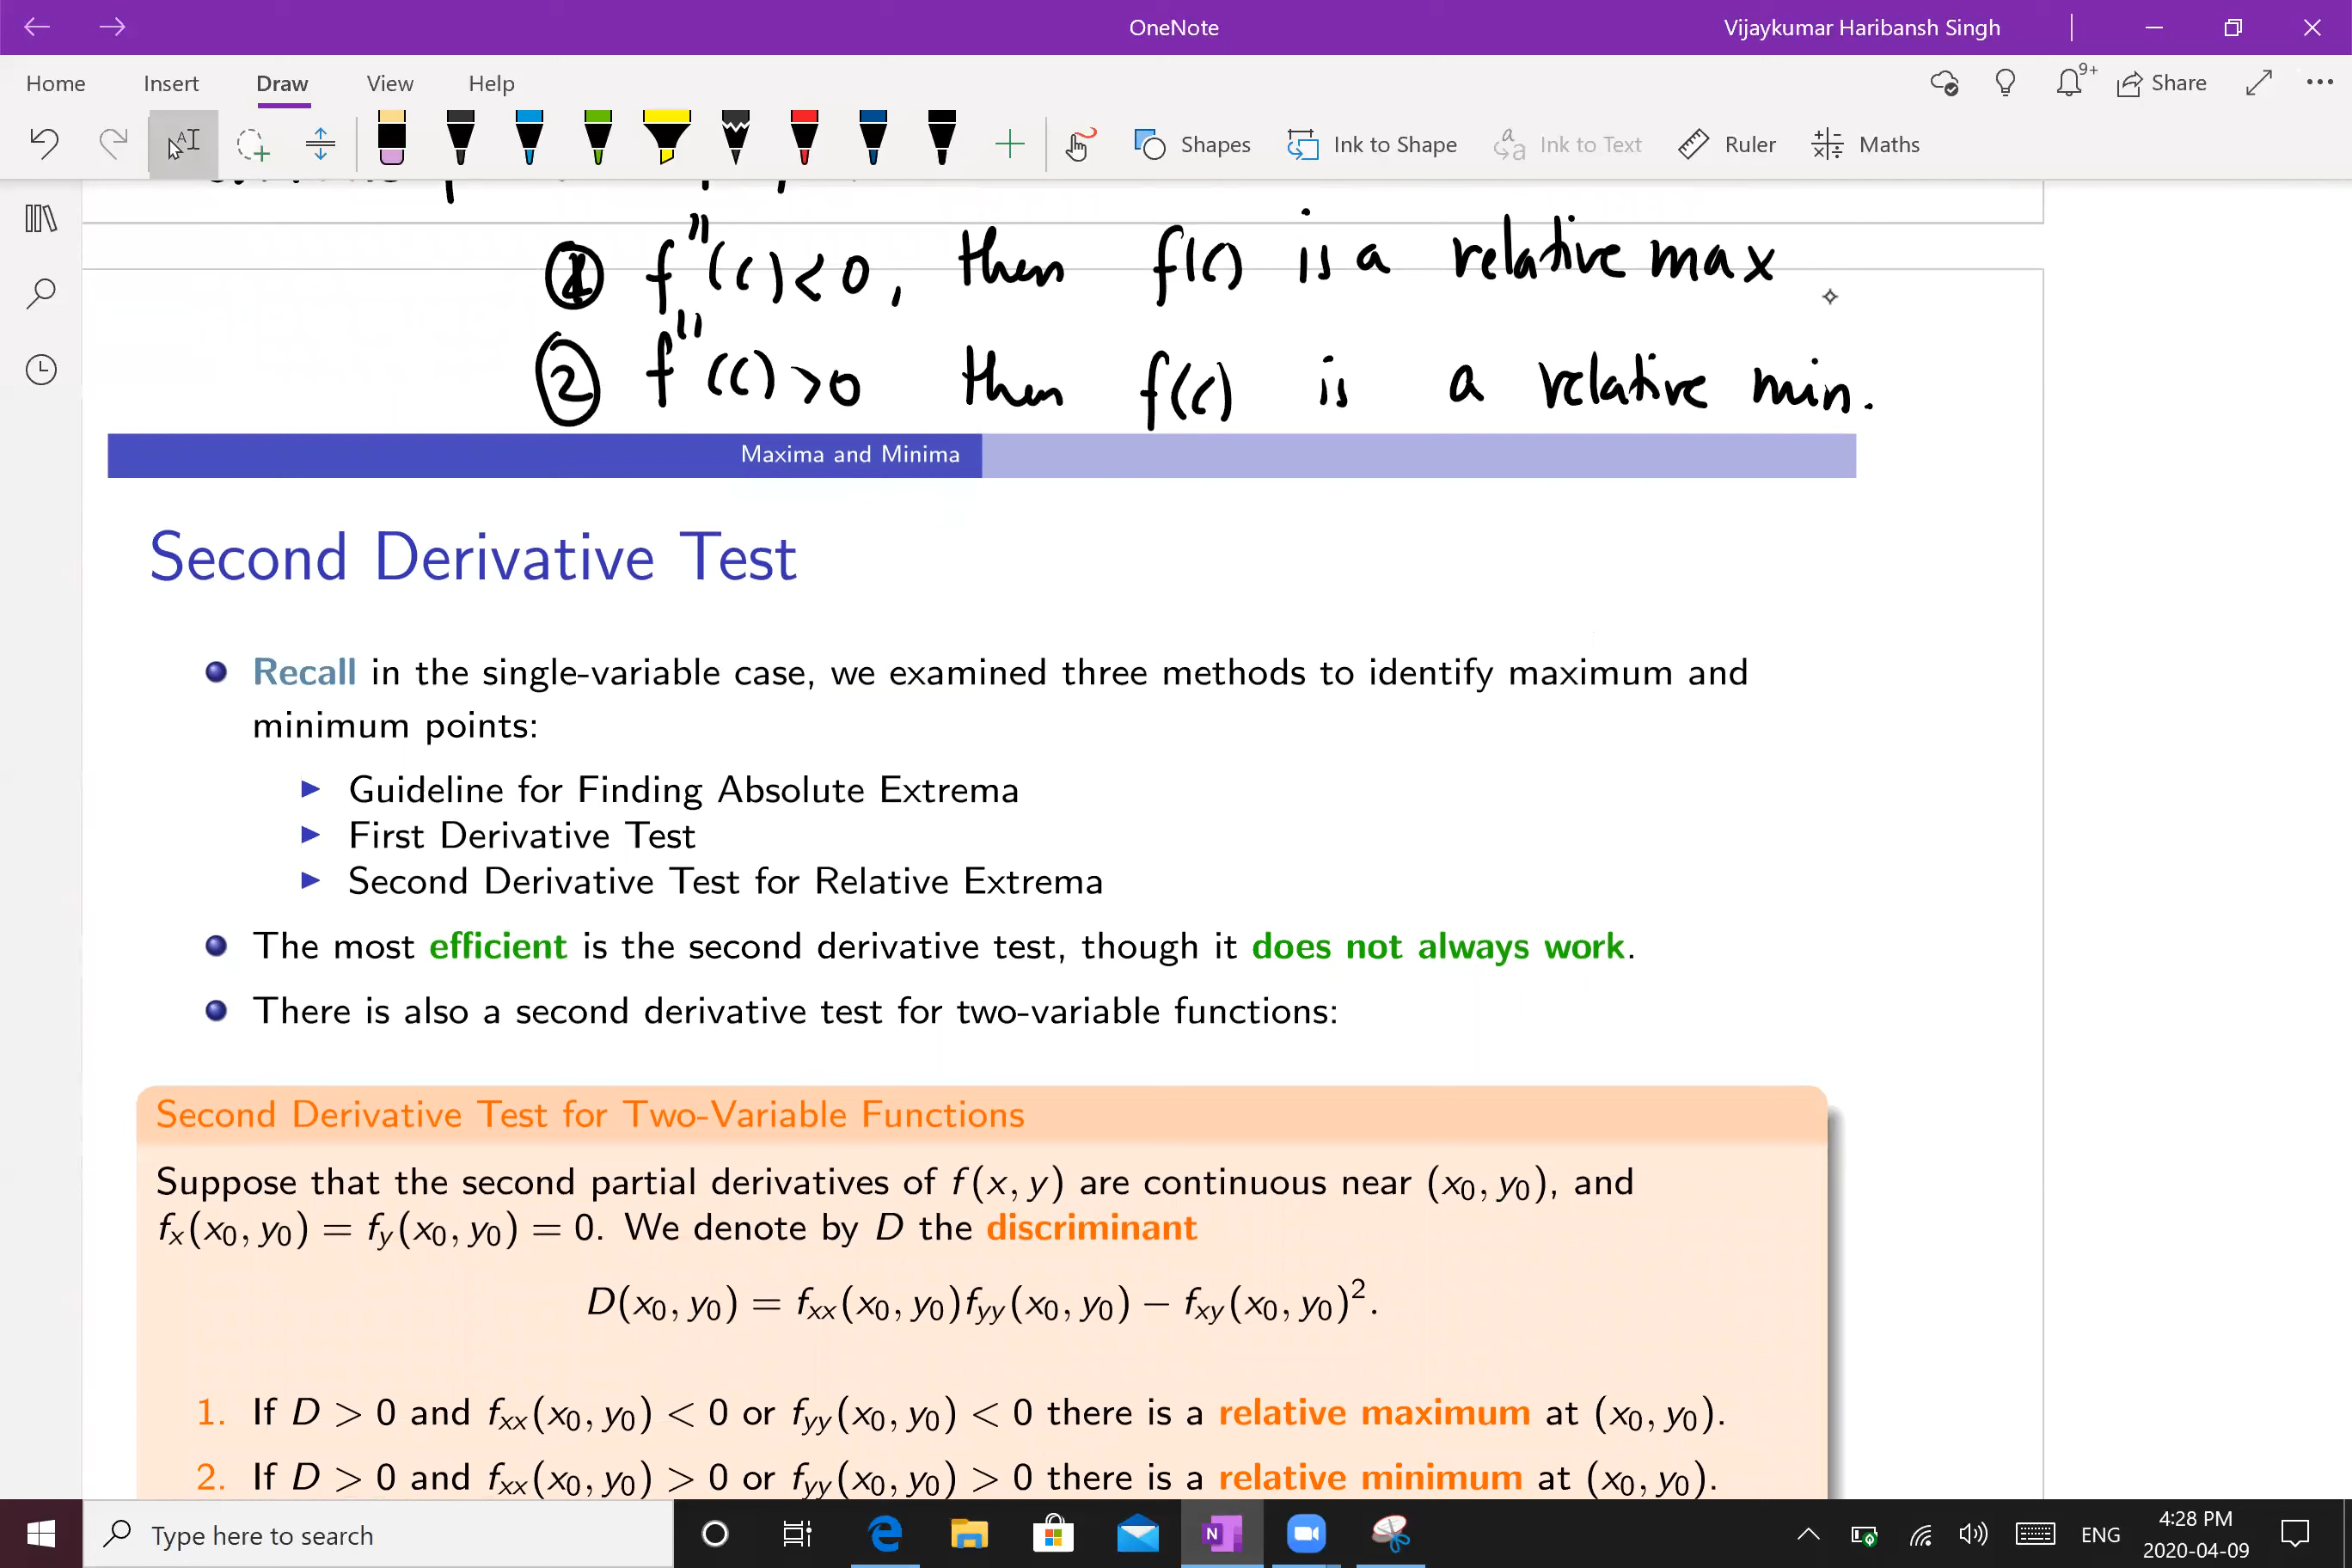 OneNote
Vijaykumar Haribansh Singh
Home Insert Draw View Help
9+ Share
Shapes Ink to Shape Ink to Text Ruler Maths
① f''(c) < 0, then f(c) is a relative max
② f''(c) > 0 then f(c) is a relative min.
Maxima and Minima
Second Derivative Test
Recall in the single-variable case, we examined three methods to identify maximum and
minimum points:
Guideline for Finding Absolute Extrema
First Derivative Test
Second Derivative Test for Relative Extrema
The most efficient is the second derivative test, though it does not always work.
There is also a second derivative test for two-variable functions:
Second Derivative Test for Two-Variable Functions
Suppose that the second partial derivatives of f(x, y) are continuous near (x₀, y₀), and
fₓ(x₀, y₀) = f_y(x₀, y₀) = 0. We denote by D the discriminant
D(x₀, y₀) = f_xx(x₀, y₀)f_yy(x₀, y₀) − f_xy(x₀, y₀)².
1. If D > 0 and f_xx(x₀, y₀) < 0 or f_yy(x₀, y₀) < 0 there is a relative maximum at (x₀, y₀).
2. If D > 0 and f_xx(x₀, y₀) > 0 or f_yy(x₀, y₀) > 0 there is a relative minimum at (x₀, y₀).
Type here to search
ENG
4:28 PM
2020-04-09